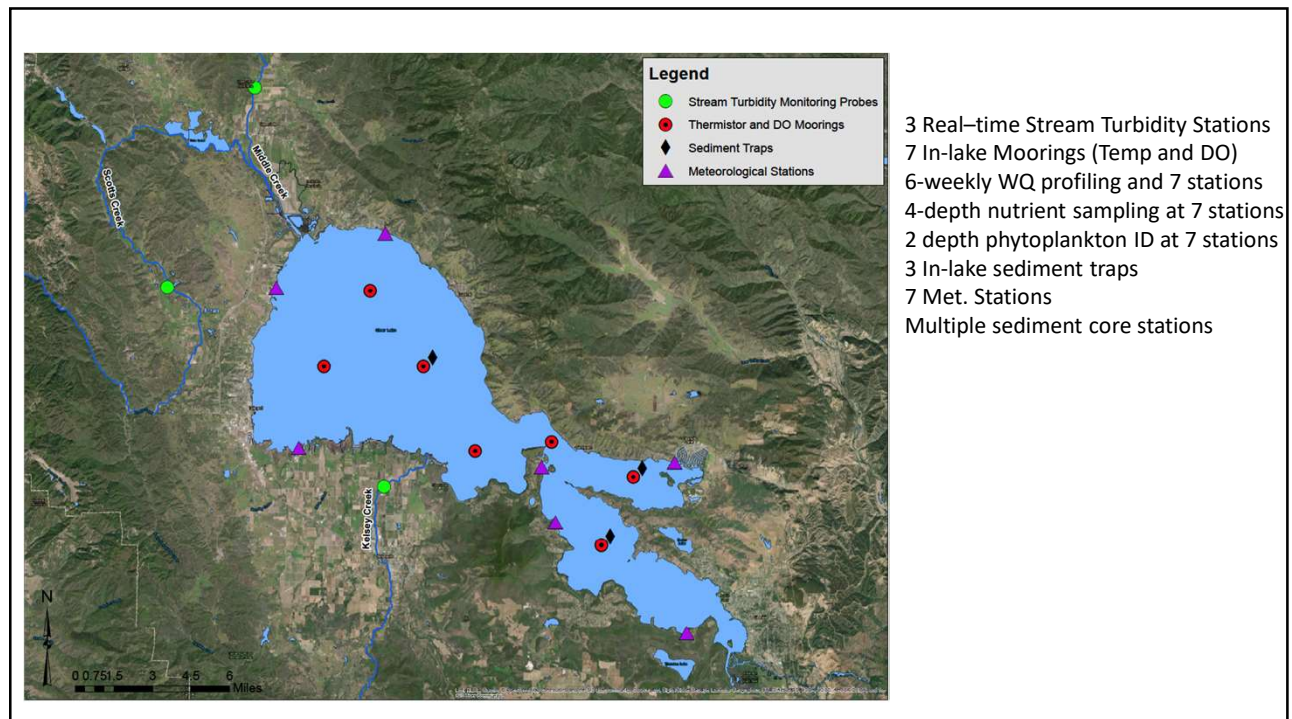 Legend
Stream Turbidity Monitoring Probes
Thermistor and DO Moorings
Sediment Traps
Meteorological Stations
Middle Creek
Scotts Creek
Clear Lake
Kelsey Creek
N
0 0.75 1.5 3 4.5 6
Miles
3 Real–time Stream Turbidity Stations
7 In-lake Moorings (Temp and DO)
6-weekly WQ profiling and 7 stations
4-depth nutrient sampling at 7 stations
2 depth phytoplankton ID at 7 stations
3 In-lake sediment traps
7 Met. Stations
Multiple sediment core stations